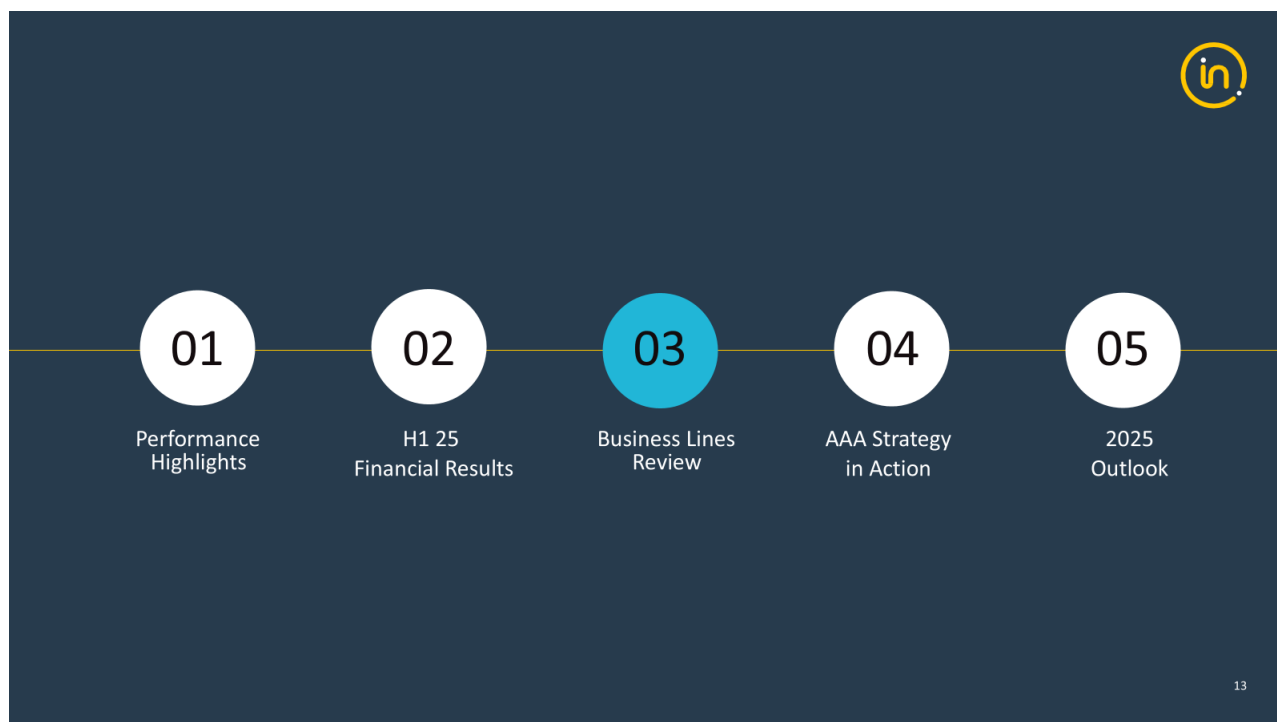 in
01
02
03
04
05
Performance
Highlights
H1 25
Financial Results
Business Lines
Review
AAA Strategy
in Action
2025
Outlook
13